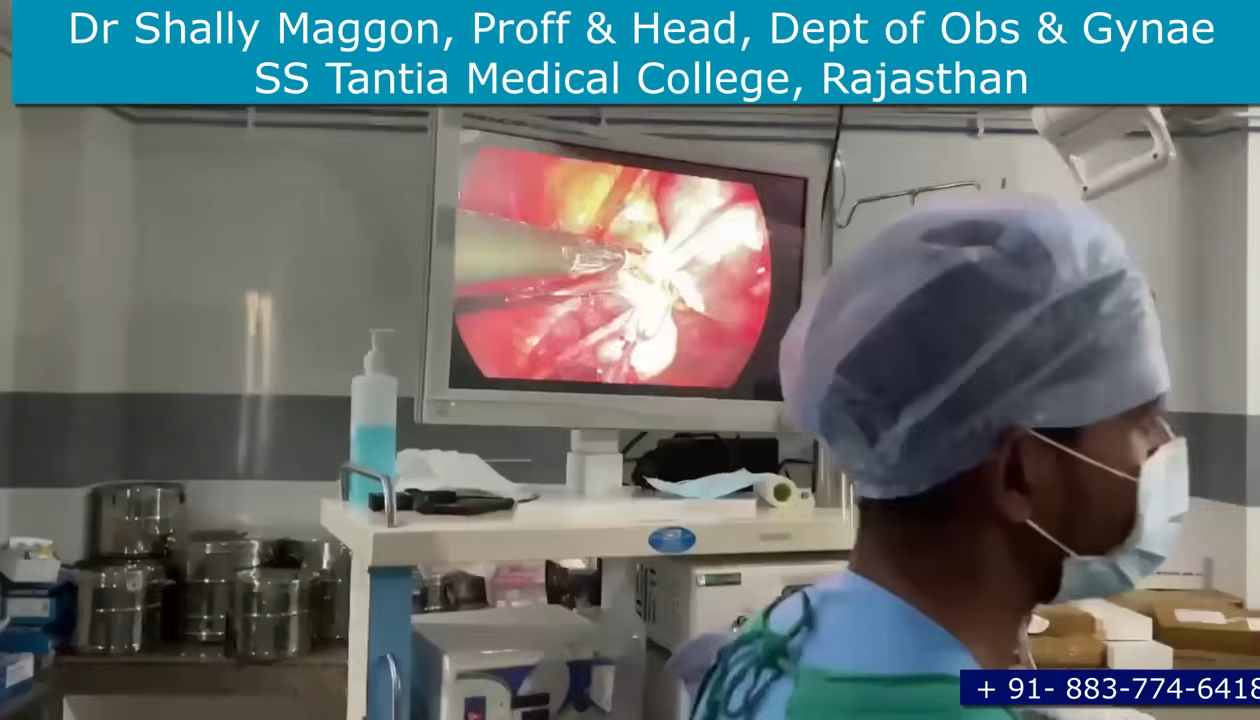 Dr Shally Maggon, Proff & Head, Dept of Obs & Gynae
SS Tantia Medical College, Rajasthan
+ 91- 883-774-6418